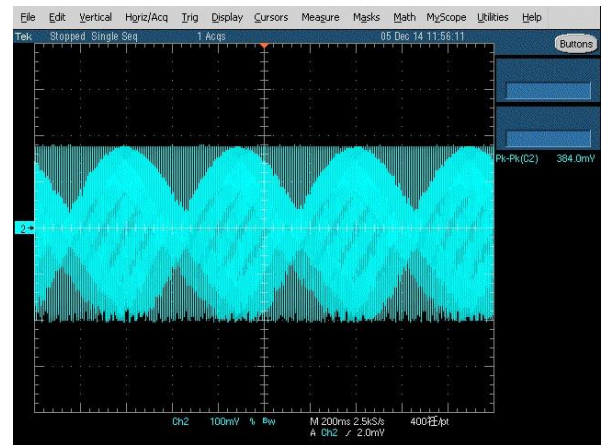 File Edit Vertical Horiz/Acq Trig Display Cursors Measure Masks Math MyScope Utilities Help
Tek Stopped Single Seq 1 Acqs 05 Dec 14 11:56:11 Buttons
Pk-Pk(C2) 384.0mV
2
Ch2 100mV ∿ Bw M 200ms 2.5kS/s 400 /pt
A Ch2 ∕ 2.0mV